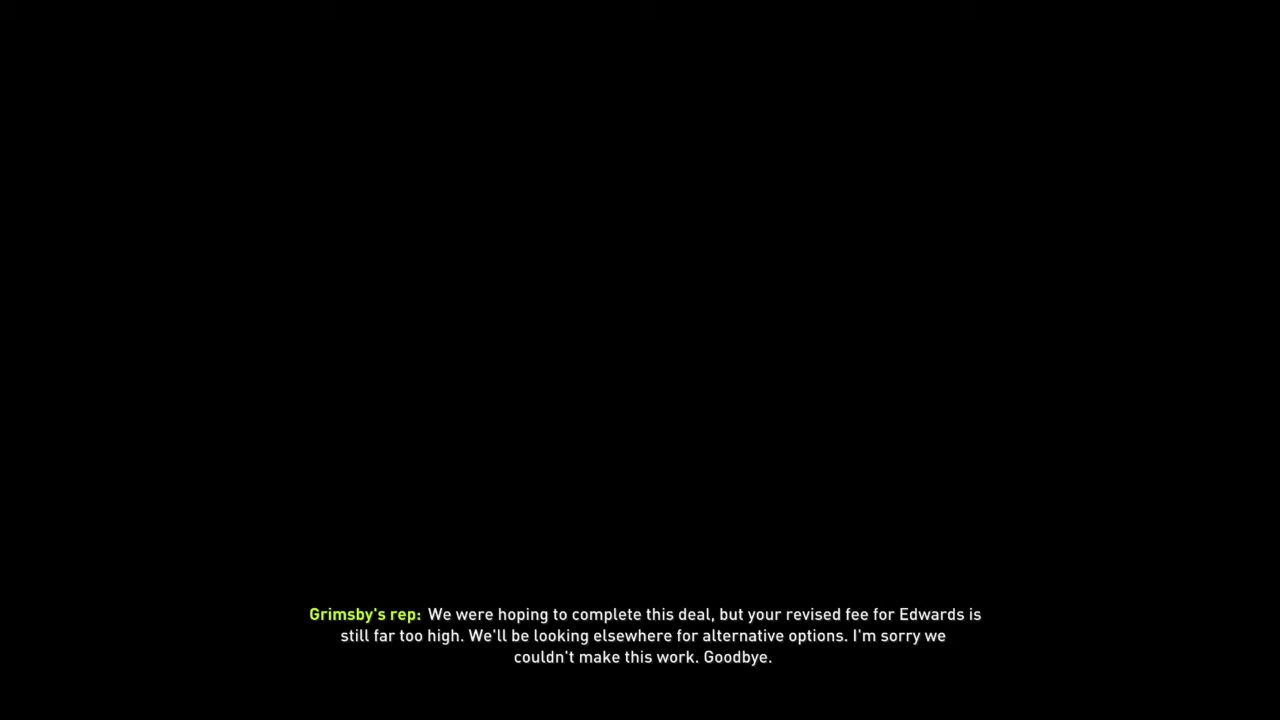 Grimsby's rep: We were hoping to complete this deal, but your revised fee for Edwards is
still far too high. We'll be looking elsewhere for alternative options. I'm sorry we
couldn't make this work. Goodbye.